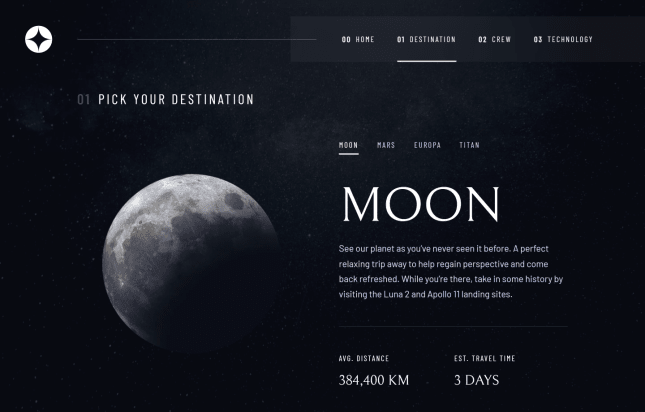 00 HOME 01 DESTINATION 02 CREW 03 TECHNOLOGY
01 PICK YOUR DESTINATION
MOON MARS EUROPA TITAN
MOON
See our planet as you've never seen it before. A perfect
relaxing trip away to help regain perspective and come
back refreshed. While you're there, take in some history by
visiting the Luna 2 and Apollo 11 landing sites.
AVG. DISTANCE EST. TRAVEL TIME
384,400 KM 3 DAYS